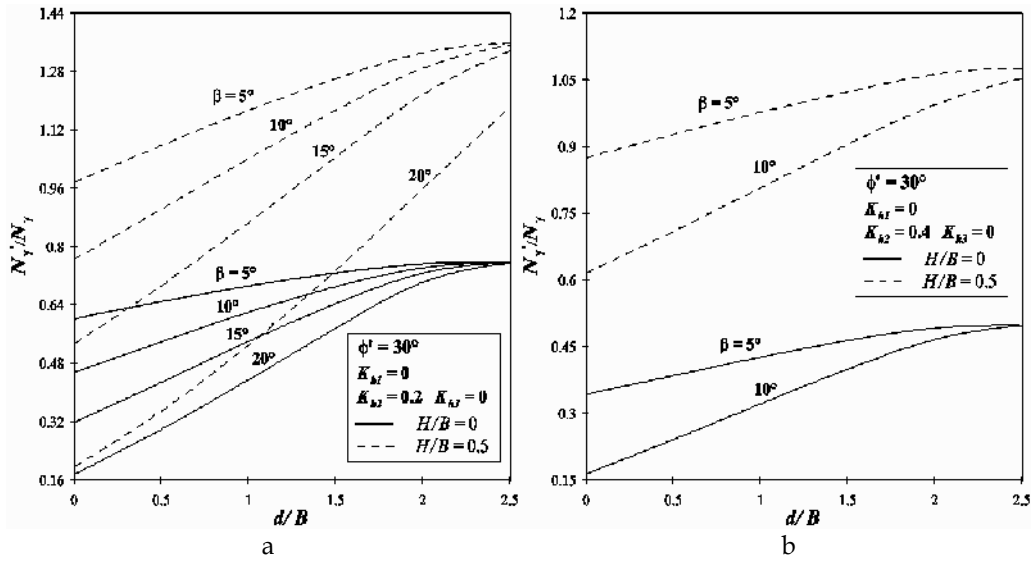 1.44
1.28
1.12
0.96
0.8
0.64
0.48
0.32
0.16
Nγ*/Nγ
β = 5°
10°
15°
20°
β = 5°
10°
15°
20°
ϕ' = 30°
Kh1 = 0
Kh2 = 0.2 Kh3 = 0
H/B = 0
H/B = 0.5
0 0.5 1 1.5 2 2.5
d/B
a
1.2
1.05
0.9
0.75
0.6
0.45
0.3
0.15
Nγ*/Nγ
β = 5°
10°
ϕ' = 30°
Kh1 = 0
Kh2 = 0.4 Kh3 = 0
H/B = 0
H/B = 0.5
β = 5°
10°
0 0.5 1 1.5 2 2.5
d/B
b